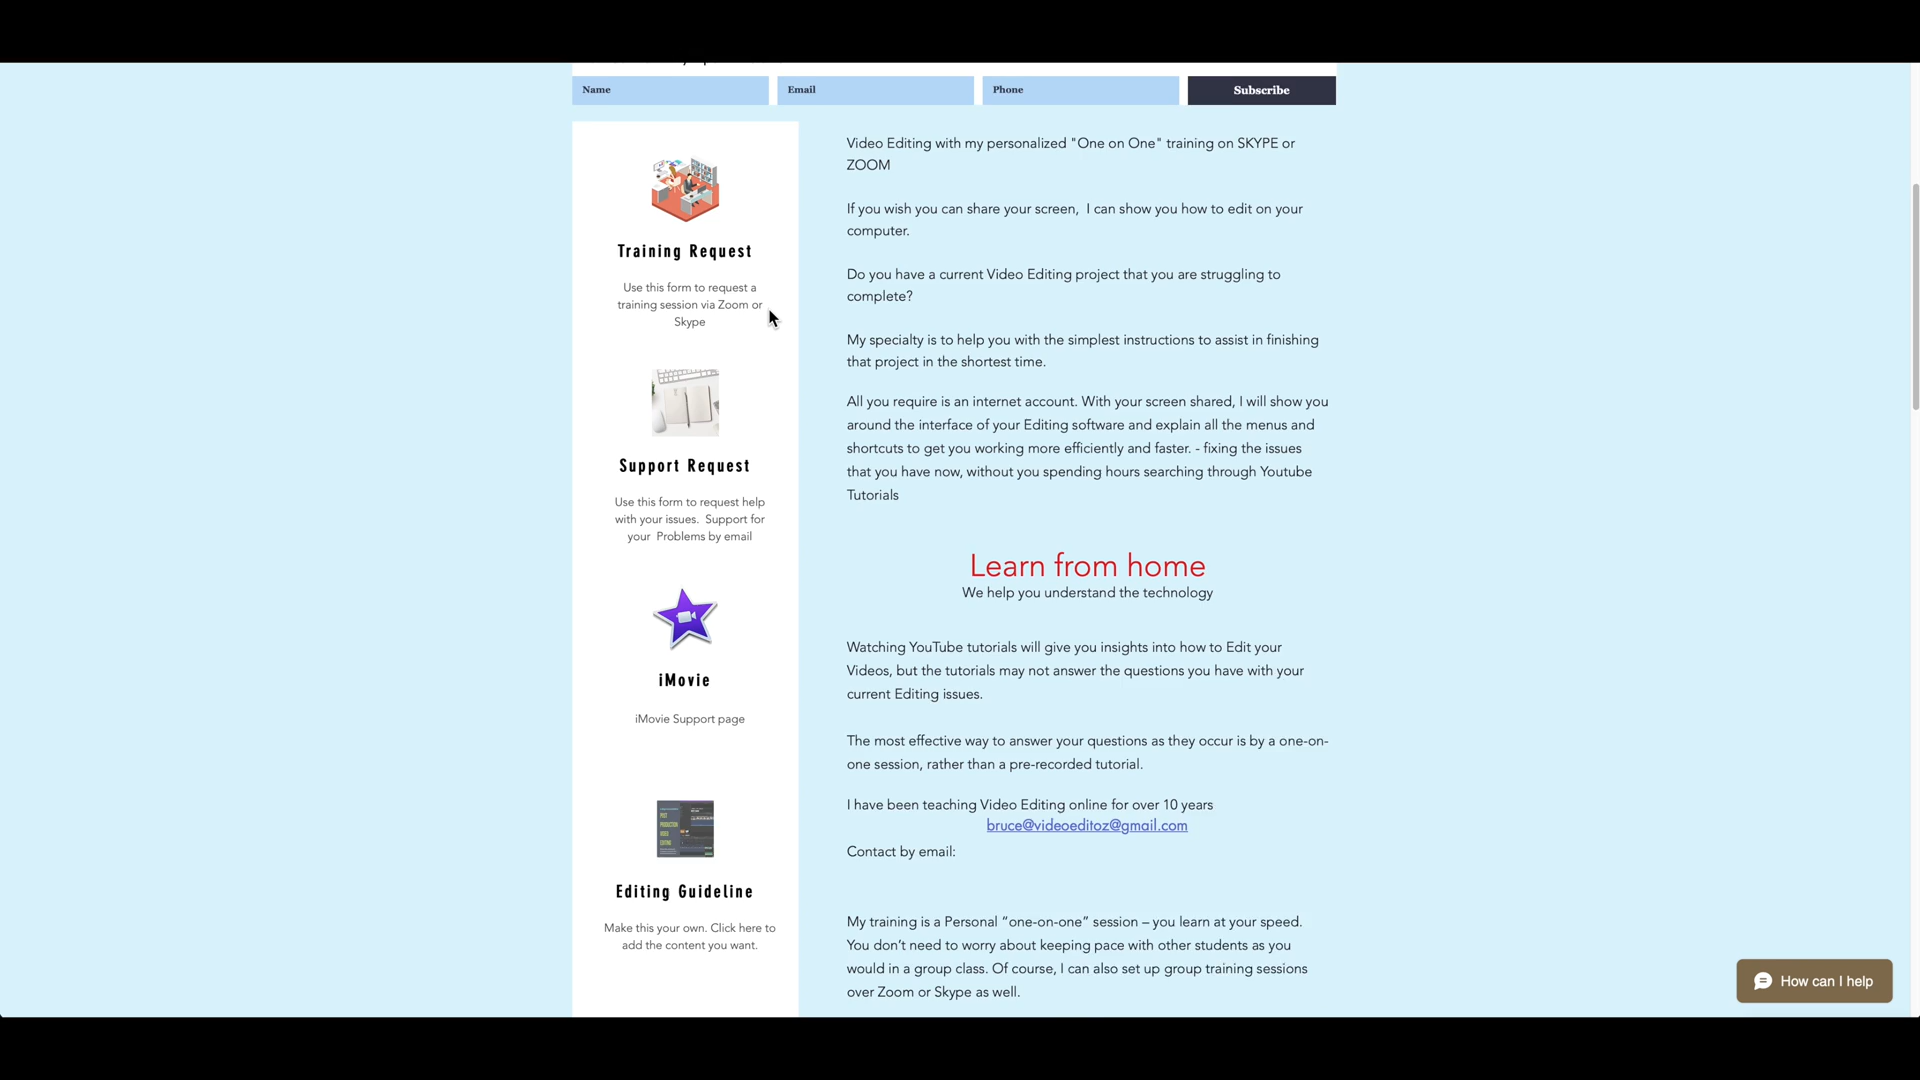 Name
Email
Phone
Subscribe
Training Request
Use this form to request a
training session via Zoom or
Skype
Support Request
Use this form to request help
with your issues.  Support for
your  Problems by email
iMovie
iMovie Support page
Editing Guideline
Make this your own. Click here to
add the content you want.
Video Editing with my personalized "One on One" training on SKYPE or
ZOOM
If you wish you can share your screen,  I can show you how to edit on your
computer.
Do you have a current Video Editing project that you are struggling to
complete?
My specialty is to help you with the simplest instructions to assist in finishing
that project in the shortest time.
All you require is an internet account. With your screen shared, I will show you
around the interface of your Editing software and explain all the menus and
shortcuts to get you working more efficiently and faster. - fixing the issues
that you have now, without you spending hours searching through Youtube
Tutorials
Learn from home
We help you understand the technology
Watching YouTube tutorials will give you insights into how to Edit your
Videos, but the tutorials may not answer the questions you have with your
current Editing issues.
The most effective way to answer your questions as they occur is by a one-on-
one session, rather than a pre-recorded tutorial.
I have been teaching Video Editing online for over 10 years
bruce@videoeditoz@gmail.com
Contact by email:
My training is a Personal “one-on-one” session – you learn at your speed.
You don’t need to worry about keeping pace with other students as you
would in a group class. Of course, I can also set up group training sessions
over Zoom or Skype as well.
How can I help